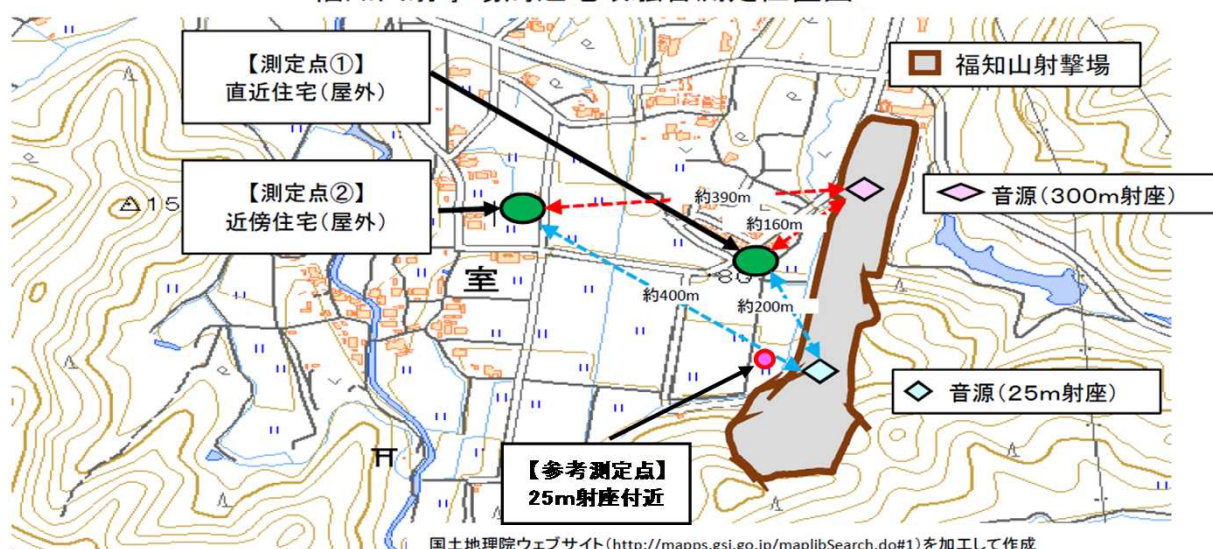 【測定点①】
直近住宅(屋外)
福知山射撃場
【測定点②】
近傍住宅(屋外)
音源(300m射座)
約390m
約160m
室
約400m
約200m
音源(25m射座)
【参考測定点】
25m射座付近
国土地理院ウェブサイト(http://mapps.gsi.go.jp/maplibSearch.do#1)を加工して作成